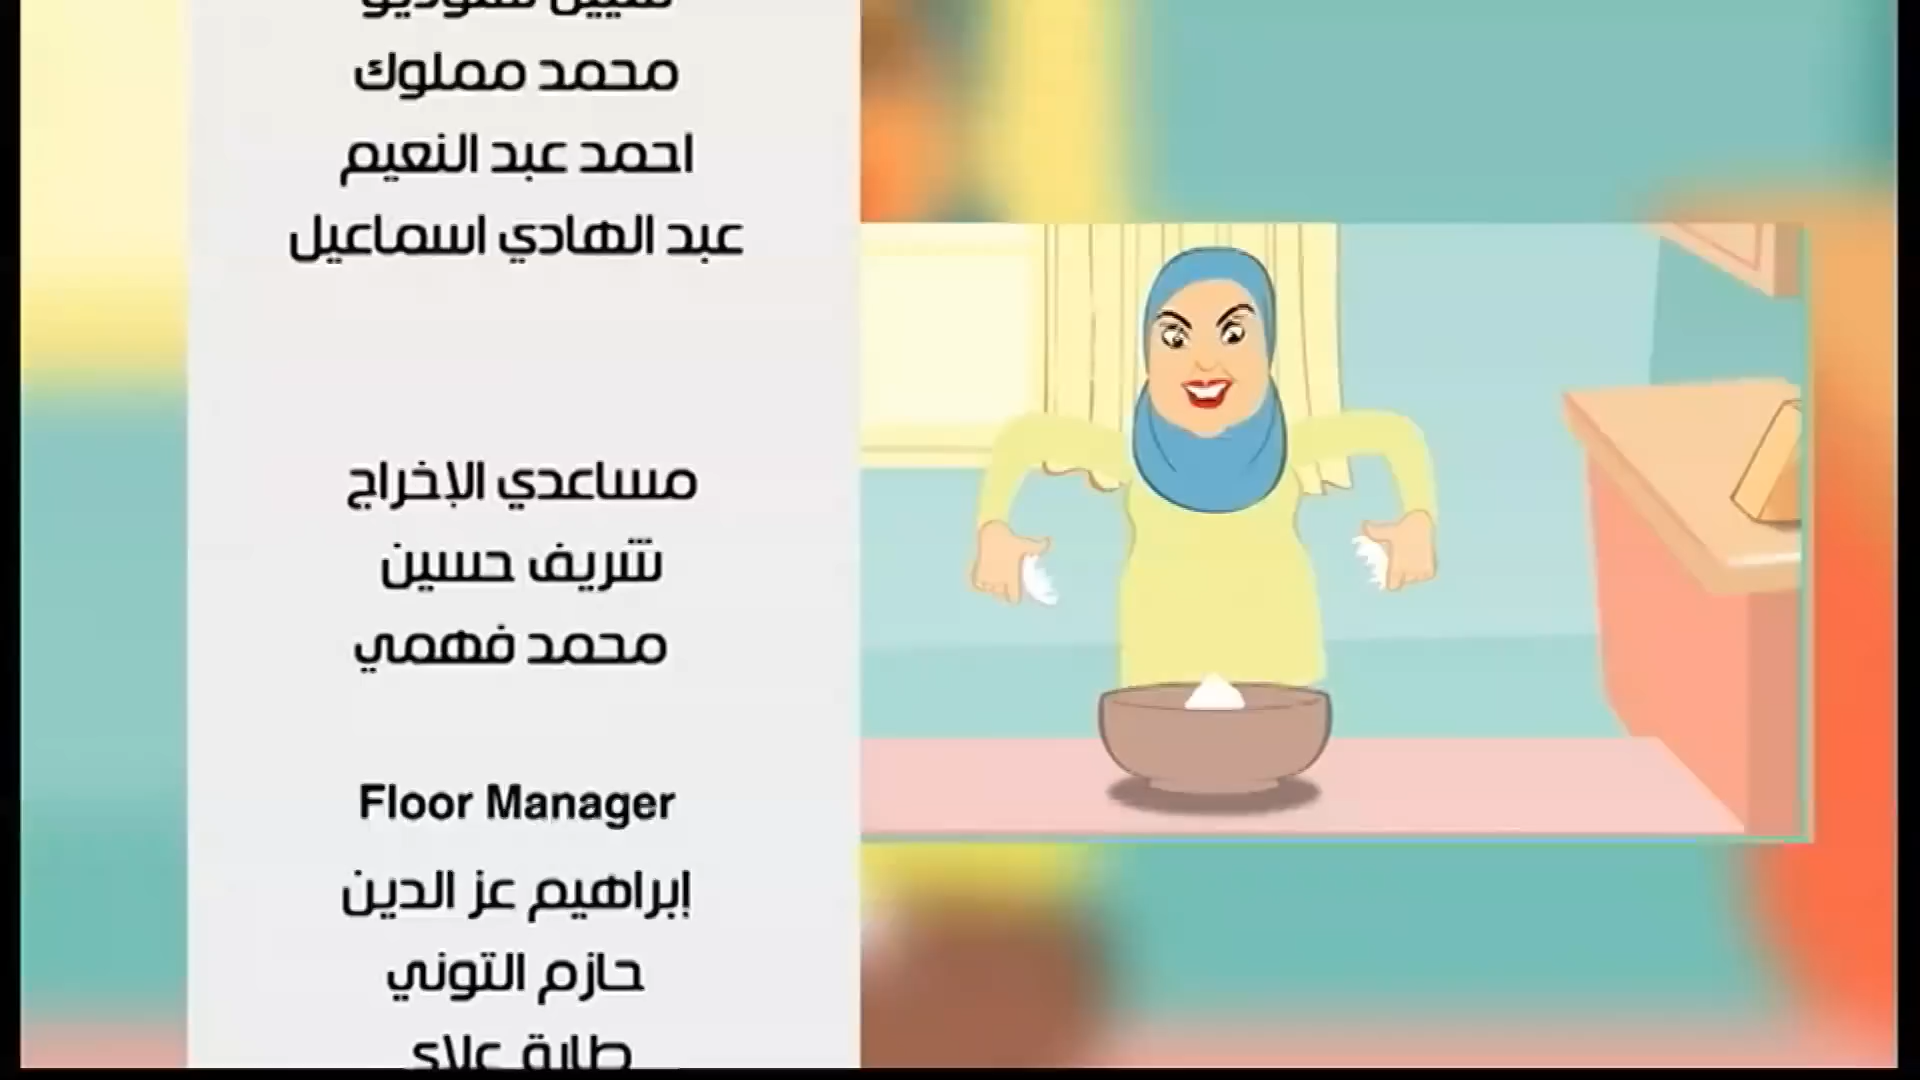 محمد مملوك
احمد عبد النعيم
عبد الهادي اسماعيل
مساعدي الإخراج
شريف حسين
محمد فهمي
Floor Manager
إبراهيم عز الدين
حازم التوني